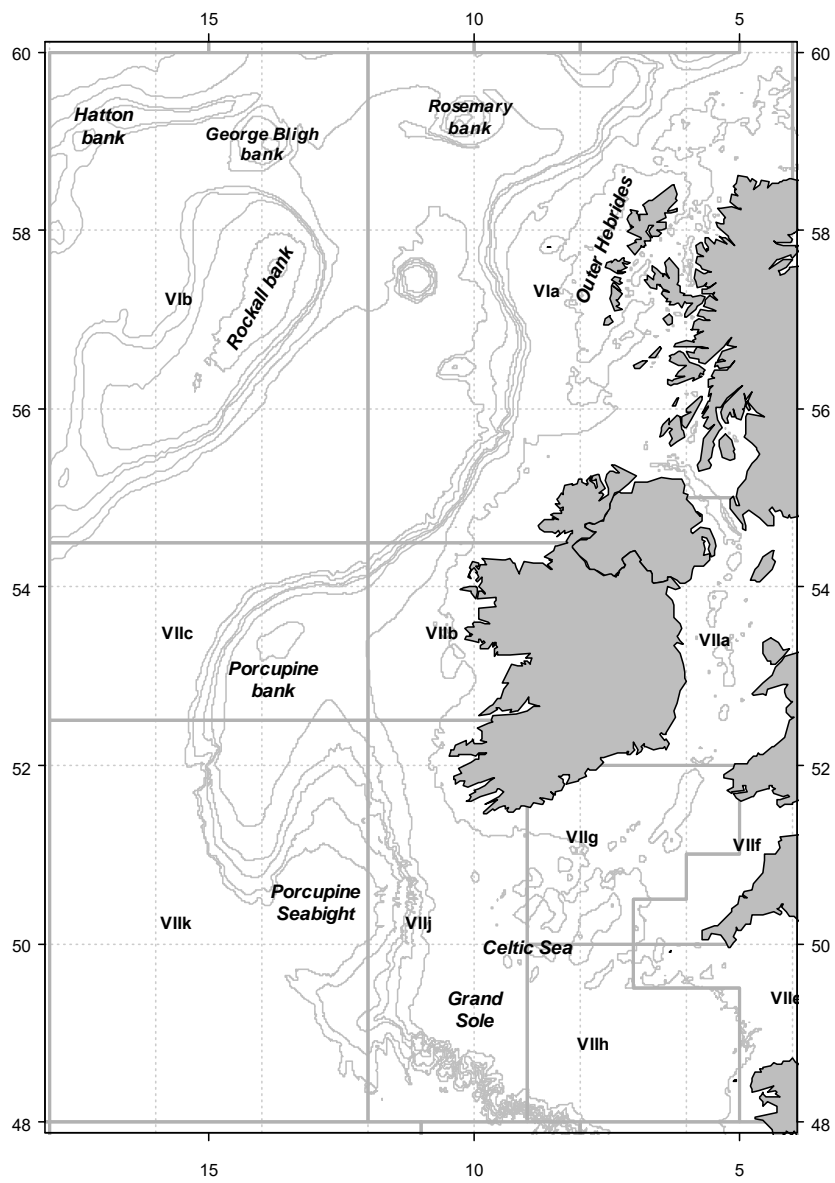 15 10 5
60 60
Hatton
bank
George Bligh
bank
Rosemary
bank
Outer Hebrides
58 58
VIb
Rockall bank
VIa
56 56
54 54
VIIc
VIIb
VIIa
Porcupine
bank
52 52
VIIg
VIIf
Porcupine
Seabight
VIIk
VIIj
50 50
Celtic Sea
Grand
Sole
VIIe
VIIh
48 48
15 10 5